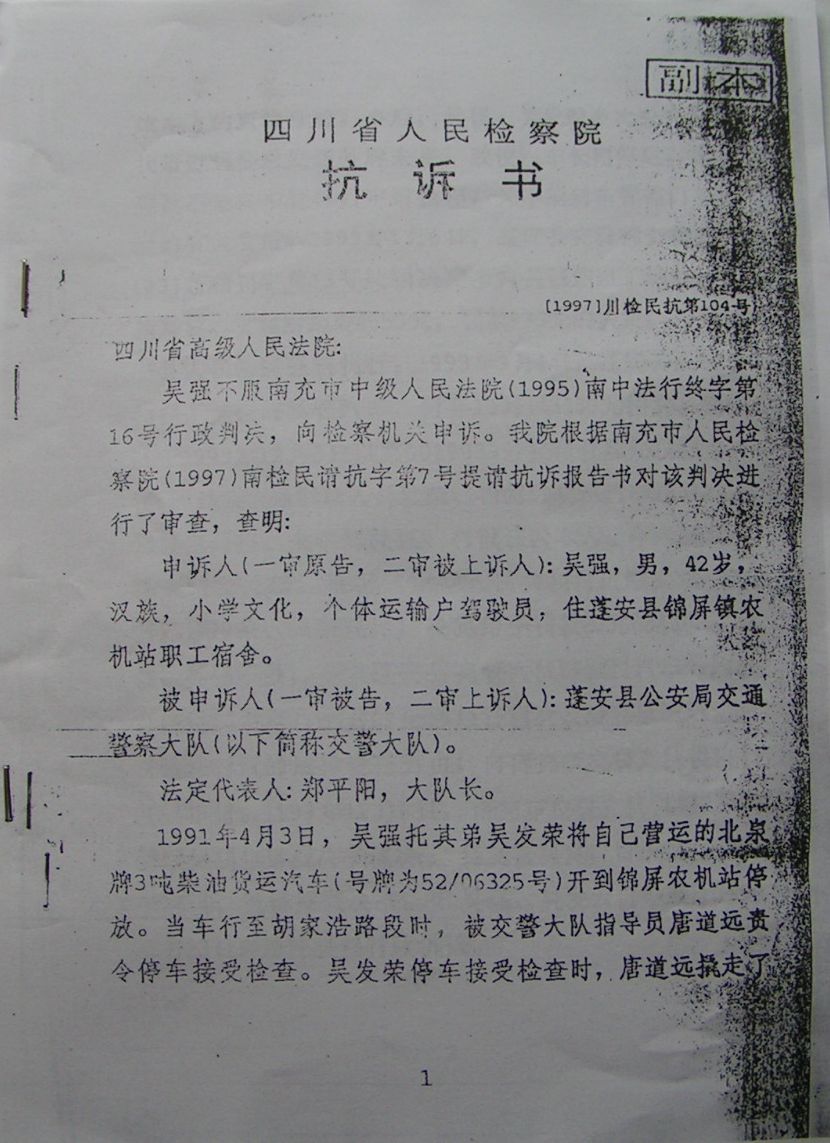 副本
四川省人民检察院
抗诉书
[1997]川检民抗第104号
四川省高级人民法院:
吴强不服南充市中级人民法院(1995)南中法行终字第
16号行政判决，向检察机关申诉。我院根据南充市人民检
察院(1997)南检民请抗字第7号提请抗诉报告书对该判决进
行了审查，查明:
申诉人(一审原告，二审被上诉人):吴强，男，42岁，
汉族，小学文化，个体运输户驾驶员，住蓬安县锦屏镇农
机站职工宿舍。
被申诉人(一审被告，二审上诉人):蓬安县公安局交通
警察大队(以下简称交警大队)。
法定代表人:郑平阳，大队长。
1991年4月3日，吴强托其弟吴发荣将自己营运的北京
牌3吨柴油货运汽车(号牌为52/06325号)开到锦屏农机站停
放。当车行至胡家浩路段时，被交警大队指导员唐道远责
令停车接受检查。吴发荣停车接受检查时，唐道远撬走了
1